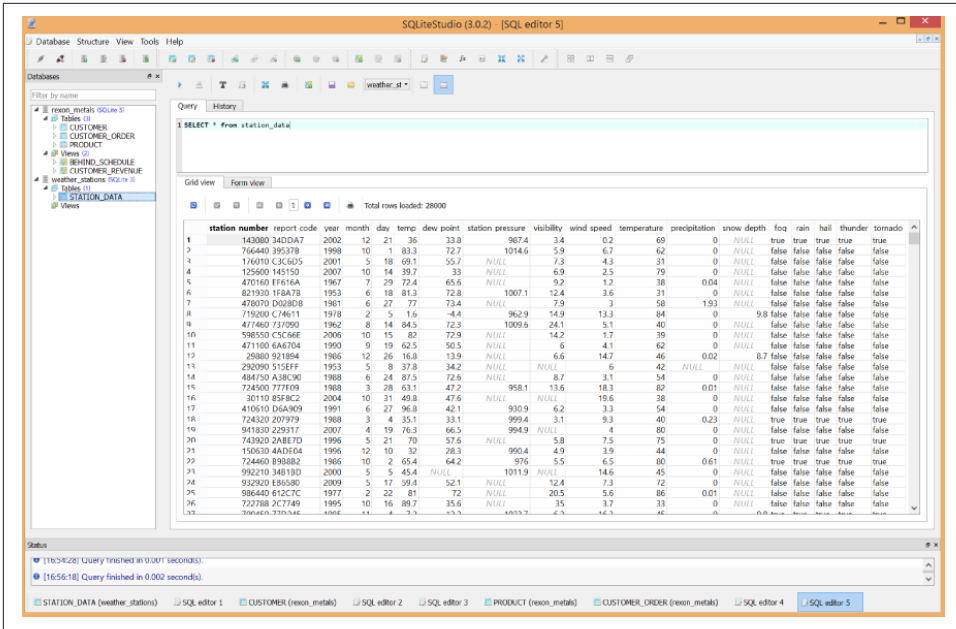 SQLiteStudio (3.0.2) - [SQL editor 5]
Database Structure View Tools Help
Databases
Filter by name
rexon_metals (SQLite 3)
Tables (3)
CUSTOMER
CUSTOMER_ORDER
PRODUCT
Views (2)
BEHIND_SCHEDULE
CUSTOMER_REVENUE
weather_stations (SQLite 3)
Tables (1)
STATION_DATA
Views
weather_st
Query History
1 SELECT * from station_data
Grid view Form view
1 Total rows loaded: 28000
station number report code year month day temp dew point station pressure visibility wind speed temperature precipitation snow depth fog rain hail thunder tornado
1 143080 34DDA7 2002 12 21 36 33.8 987.4 3.4 0.2 69 0 NULL true true true true true
2 766440 39537B 1998 10 1 83.3 72.7 1014.6 5.9 6.7 62 0 NULL false false false false false
3 176010 C3C6D5 2001 5 18 69.1 55.7 NULL 7.3 4.3 31 0 NULL false false false false false
4 125600 145150 2007 10 14 39.7 33 NULL 6.9 2.5 79 0 NULL false false false false false
5 470160 EF616A 1967 7 29 72.4 65.6 NULL 9.2 1.2 38 0.04 NULL false false false false false
6 821930 1F8A7B 1953 6 18 81.3 72.8 1007.1 12.4 3.6 31 0 NULL false false false false false
7 478070 D028D8 1981 6 27 77 73.4 NULL 7.9 3 58 1.93 NULL false false false false false
8 719200 C74611 1978 2 5 1.6 -4.4 962.9 14.9 13.3 84 0 9.8 false false false false false
9 477460 737090 1962 8 14 84.5 72.3 1009.6 24.1 5.1 40 0 NULL false false false false false
10 598550 C5C66E 2006 10 15 82 72.9 NULL 14.2 1.7 39 0 NULL false false false false false
11 471100 6A6704 1990 9 19 62.5 50.5 NULL 6 4.1 62 0 NULL false false false false false
12 29880 921894 1986 12 26 16.8 13.9 NULL 6.6 14.7 46 0.02 8.7 false false false false false
13 292090 515EFF 1953 5 8 37.8 34.2 NULL NULL 6 42 NULL NULL false false false false false
14 484750 A38C90 1988 6 24 87.5 72.6 NULL 8.7 3.1 54 0 NULL false false false false false
15 724500 777F09 1988 3 28 63.1 47.2 958.1 13.6 18.3 82 0.01 NULL false false false false false
16 30110 85F8C2 2004 10 31 49.8 47.6 NULL NULL 19.6 38 0 NULL false false false false false
17 410610 D6A909 1991 6 27 96.8 42.1 930.9 6.2 3.3 54 0 NULL false false false false false
18 724320 207979 1988 3 4 35.1 33.1 999.4 3.1 9.3 40 0.23 NULL true true true true true
19 941830 229317 2007 4 19 76.3 66.5 994.9 NULL 4 80 0 NULL false false false false false
20 743920 2ABE7D 1996 5 21 70 57.6 NULL 5.8 7.5 75 0 NULL true true true true true
21 150630 4ADE04 1996 12 10 32 28.3 990.4 4.9 3.9 44 0 NULL false false false false false
22 724460 B9B8B2 1986 10 2 65.4 64.2 976 5.5 6.5 80 0.61 NULL true true true true true
23 992210 34B1BD 2000 5 5 45.4 NULL 1011.9 NULL 14.6 45 0 NULL false false false false false
24 932920 EB6580 2009 5 17 59.4 52.1 NULL 12.4 7.3 72 0 NULL false false false false false
25 986440 612C7C 1977 2 22 81 72 NULL 20.5 5.6 86 0.01 NULL false false false false false
26 722788 2C7749 1995 10 16 89.7 35.6 NULL 35 3.7 33 0 NULL false false false false false
Status
[16:54:28] Query finished in 0.001 second(s).
[16:56:18] Query finished in 0.002 second(s).
STATION_DATA (weather_stations) SQL editor 1 CUSTOMER (rexon_metals) SQL editor 2 SQL editor 3 PRODUCT (rexon_metals) CUSTOMER_ORDER (rexon_metals) SQL editor 4 SQL editor 5